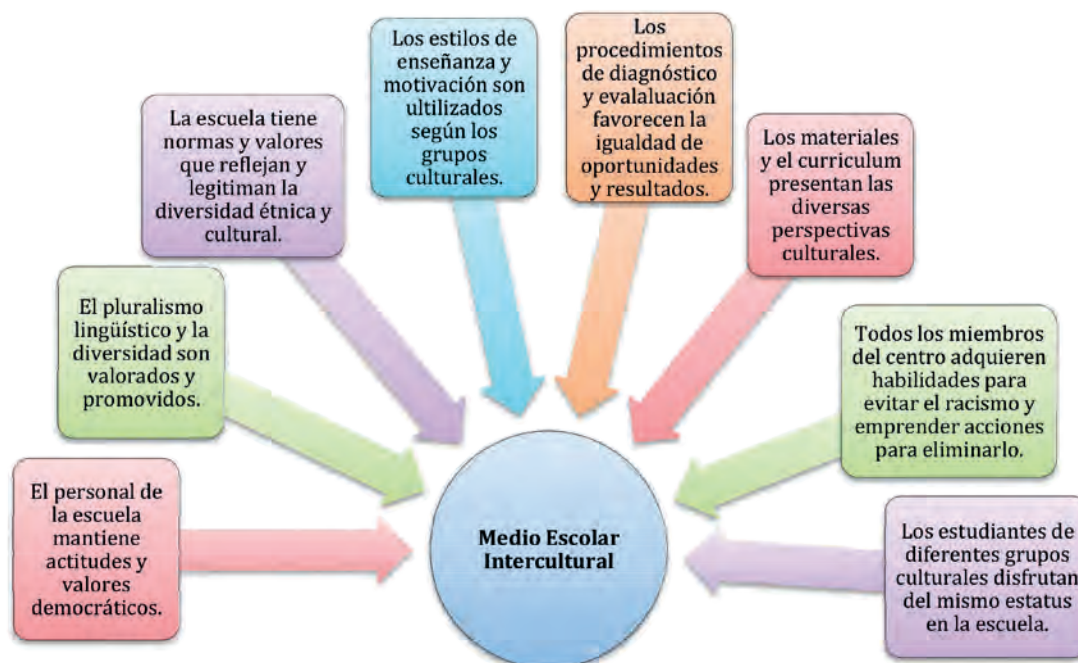 El personal de
la escuela
mantiene
actitudes y
valores
democráticos.
El pluralismo
lingüístico y la
diversidad son
valorados y
promovidos.
La escuela tiene
normas y valores
que reflejan y
legitiman la
diversidad étnica y
cultural.
Los estilos de
enseñanza y
motivación son
ultilizados
según los
grupos
culturales.
Los
procedimientos
de diagnóstico
y evalaluación
favorecen la
igualdad de
oportunidades
y resultados.
Los materiales
y el curriculum
presentan las
diversas
perspectivas
culturales.
Todos los miembros
del centro adquieren
habilidades para
evitar el racismo y
emprender acciones
para eliminarlo.
Los estudiantes de
diferentes grupos
culturales disfrutan
del mismo estatus
en la escuela.
Medio Escolar
Intercultural